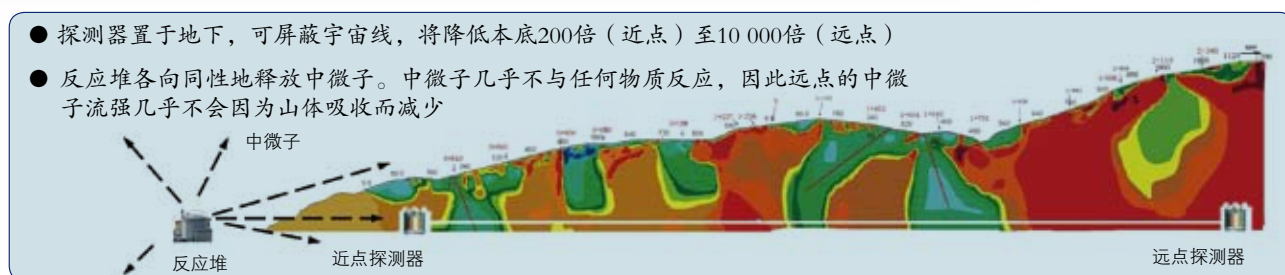 ● 探测器置于地下，可屏蔽宇宙线，将降低本底200倍（近点）至10 000倍（远点）
● 反应堆各向同性地释放中微子。中微子几乎不与任何物质反应，因此远点的中微
子流强几乎不会因为山体吸收而减少
中微子
反应堆
近点探测器
远点探测器